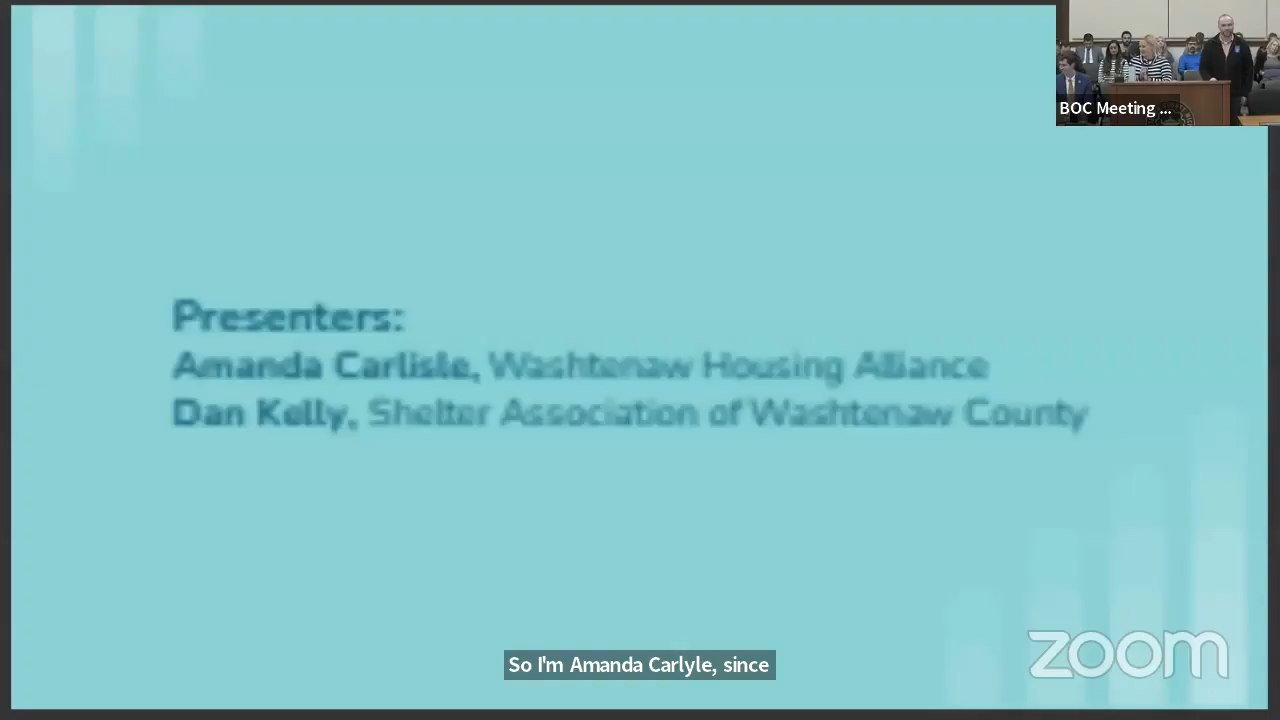 BOC Meeting ...
Presenters:
Amanda Carlisle, Washtenaw Housing Alliance
Dan Kelly, Shelter Association of Washtenaw County
So I'm Amanda Carlyle, since
zoom